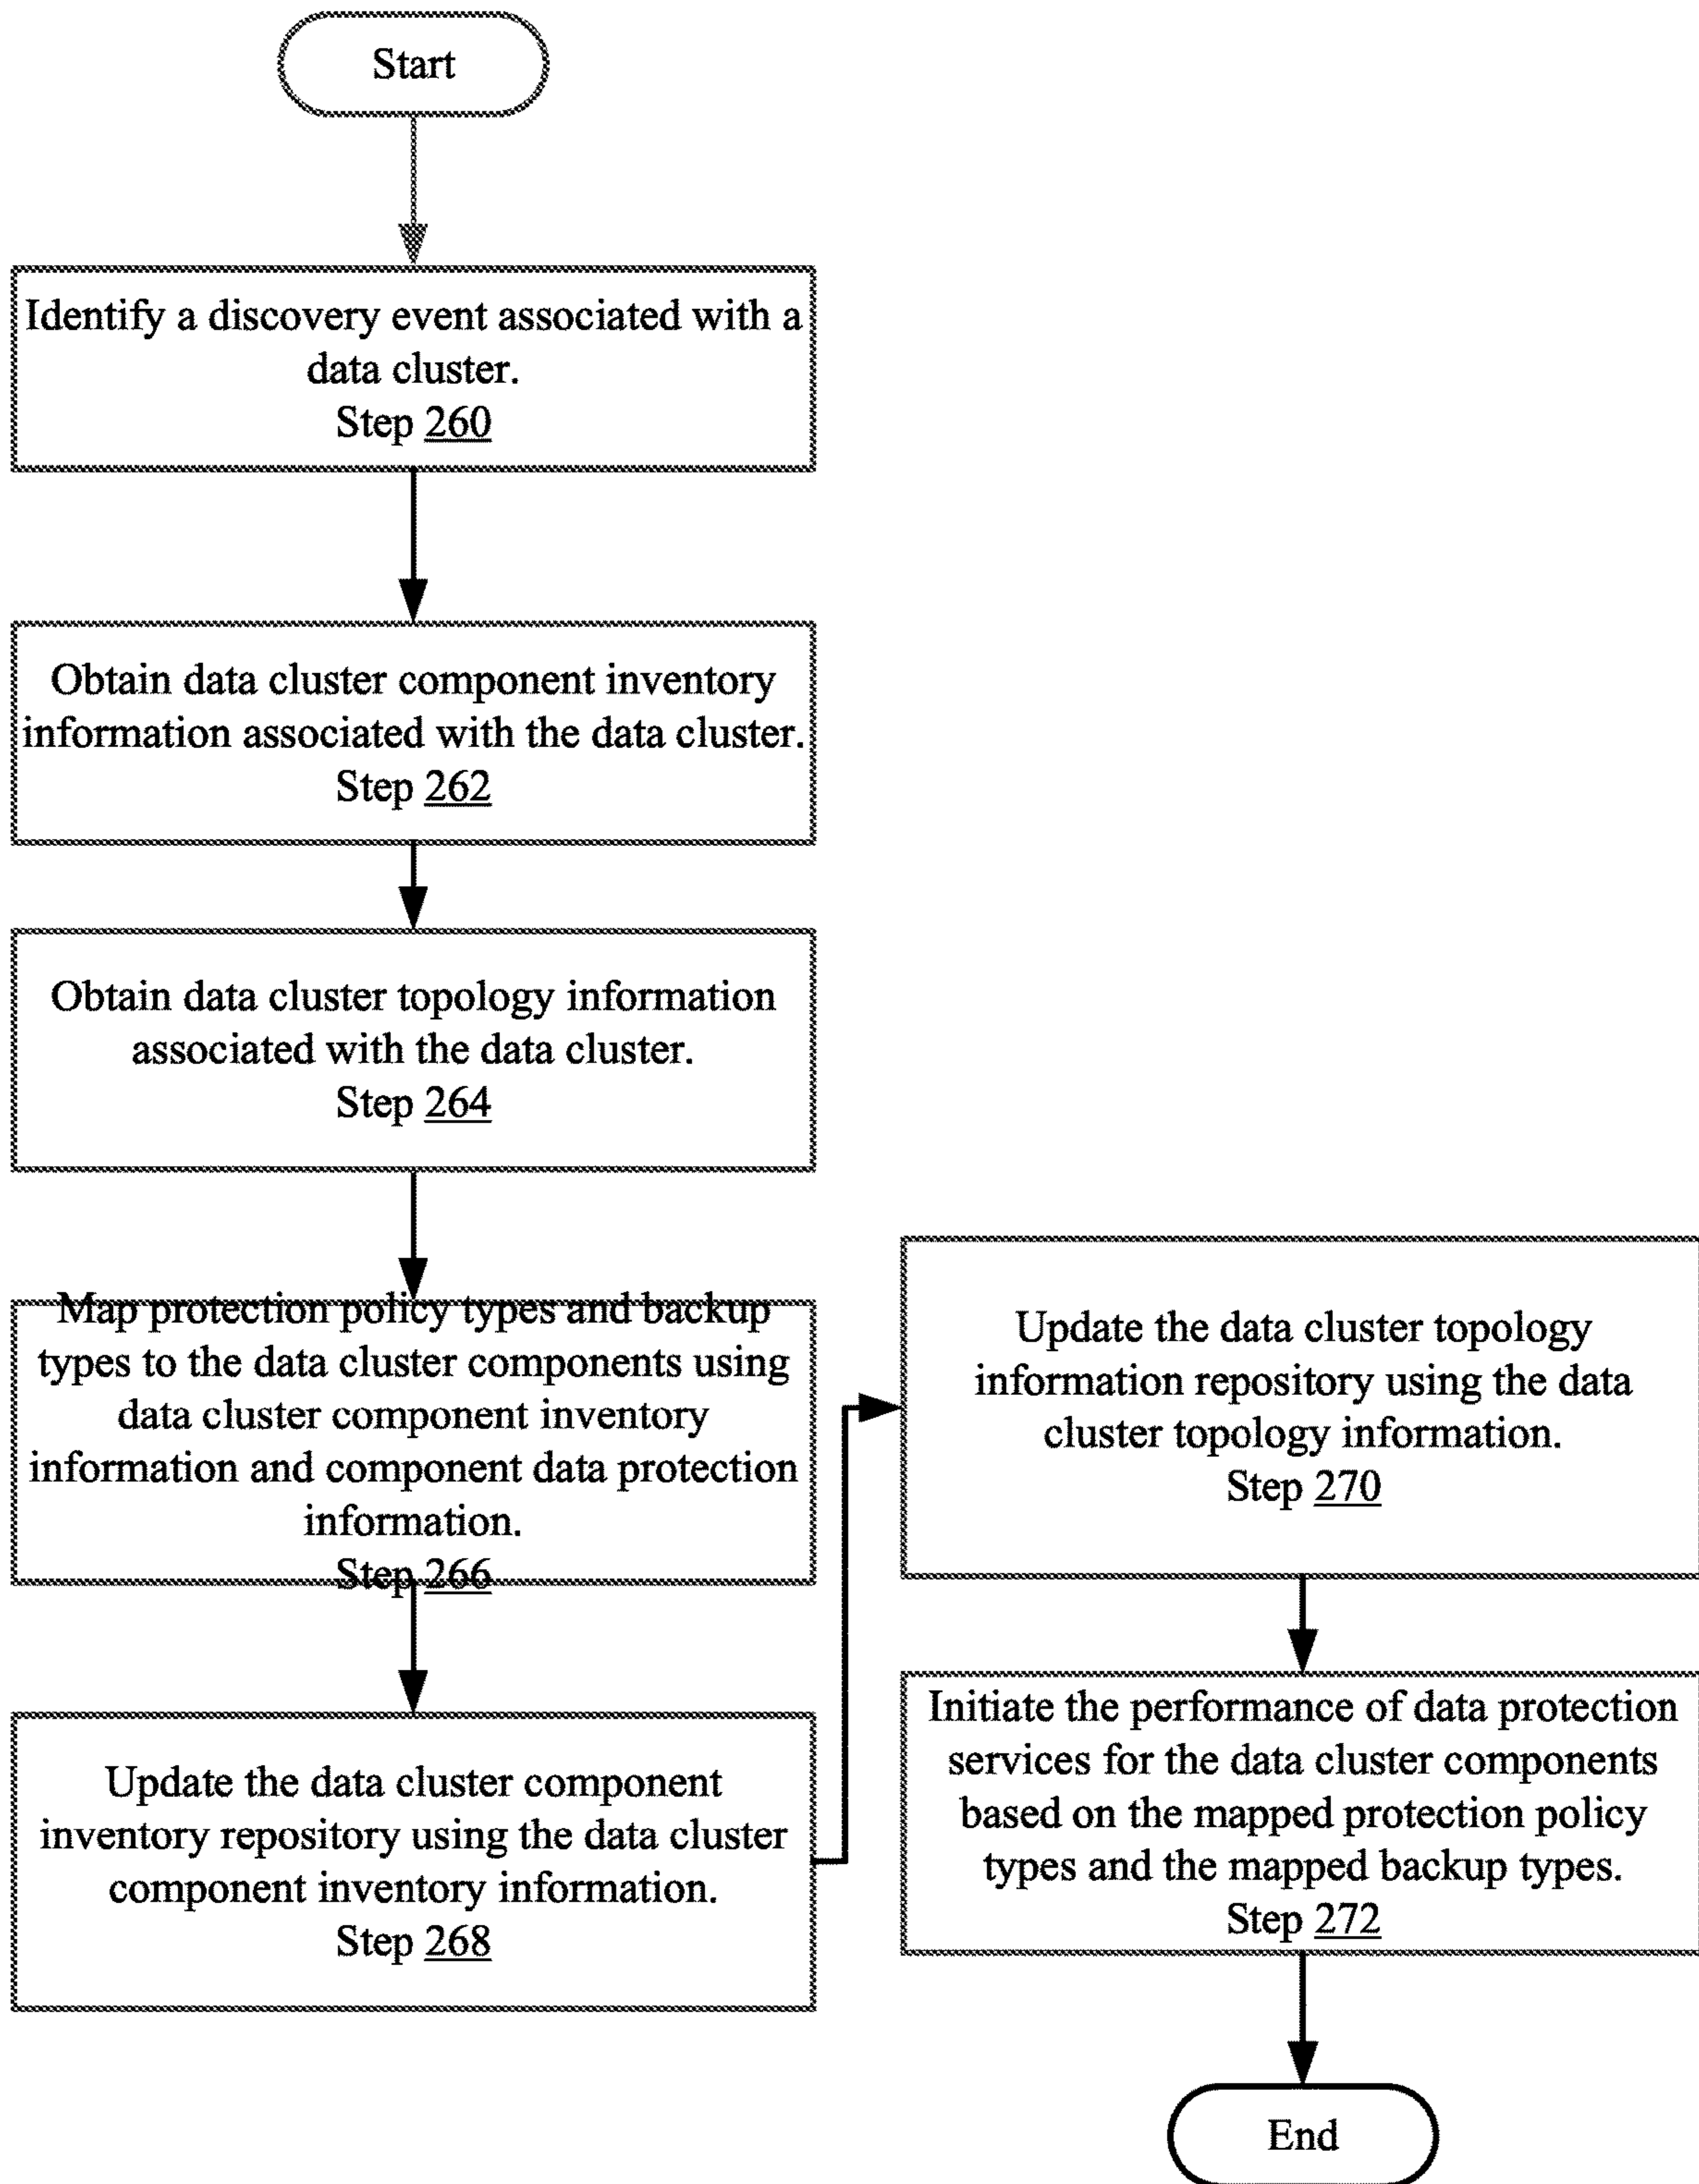 Start
Identify a discovery event associated with a
data cluster.
Step 260
Obtain data cluster component inventory
information associated with the data cluster.
Step 262
Obtain data cluster topology information
associated with the data cluster.
Step 264
Map protection policy types and backup
types to the data cluster components using
data cluster component inventory
information and component data protection
information.
Step 266
Update the data cluster component
inventory repository using the data cluster
component inventory information.
Step 268
Update the data cluster topology
information repository using the data
cluster topology information.
Step 270
Initiate the performance of data protection
services for the data cluster components
based on the mapped protection policy
types and the mapped backup types.
Step 272
End